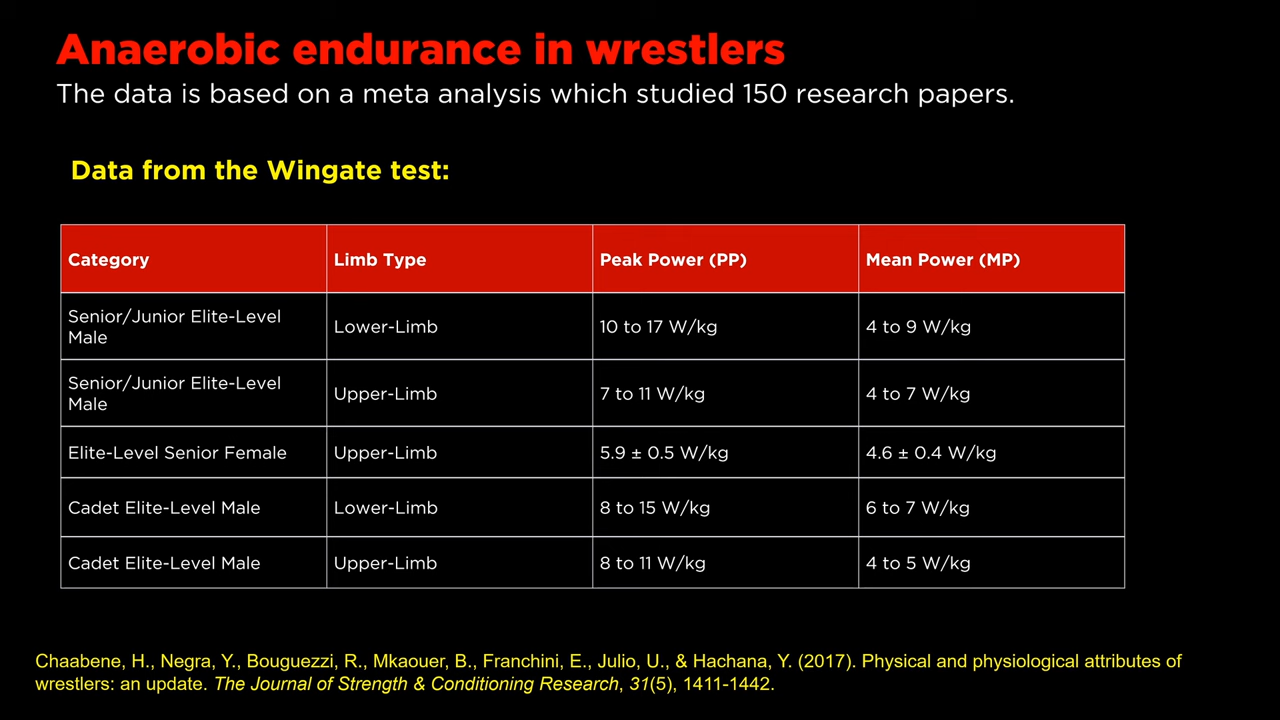 Anaerobic endurance in wrestlers
The data is based on a meta analysis which studied 150 research papers.
Data from the Wingate test:
Category Limb Type Peak Power (PP) Mean Power (MP)
Senior/Junior Elite-Level
Male Lower-Limb 10 to 17 W/kg 4 to 9 W/kg
Senior/Junior Elite-Level
Male Upper-Limb 7 to 11 W/kg 4 to 7 W/kg
Elite-Level Senior Female Upper-Limb 5.9 ± 0.5 W/kg 4.6 ± 0.4 W/kg
Cadet Elite-Level Male Lower-Limb 8 to 15 W/kg 6 to 7 W/kg
Cadet Elite-Level Male Upper-Limb 8 to 11 W/kg 4 to 5 W/kg
Chaabene, H., Negra, Y., Bouguezzi, R., Mkaouer, B., Franchini, E., Julio, U., & Hachana, Y. (2017). Physical and physiological attributes of
wrestlers: an update. The Journal of Strength & Conditioning Research, 31(5), 1411-1442.